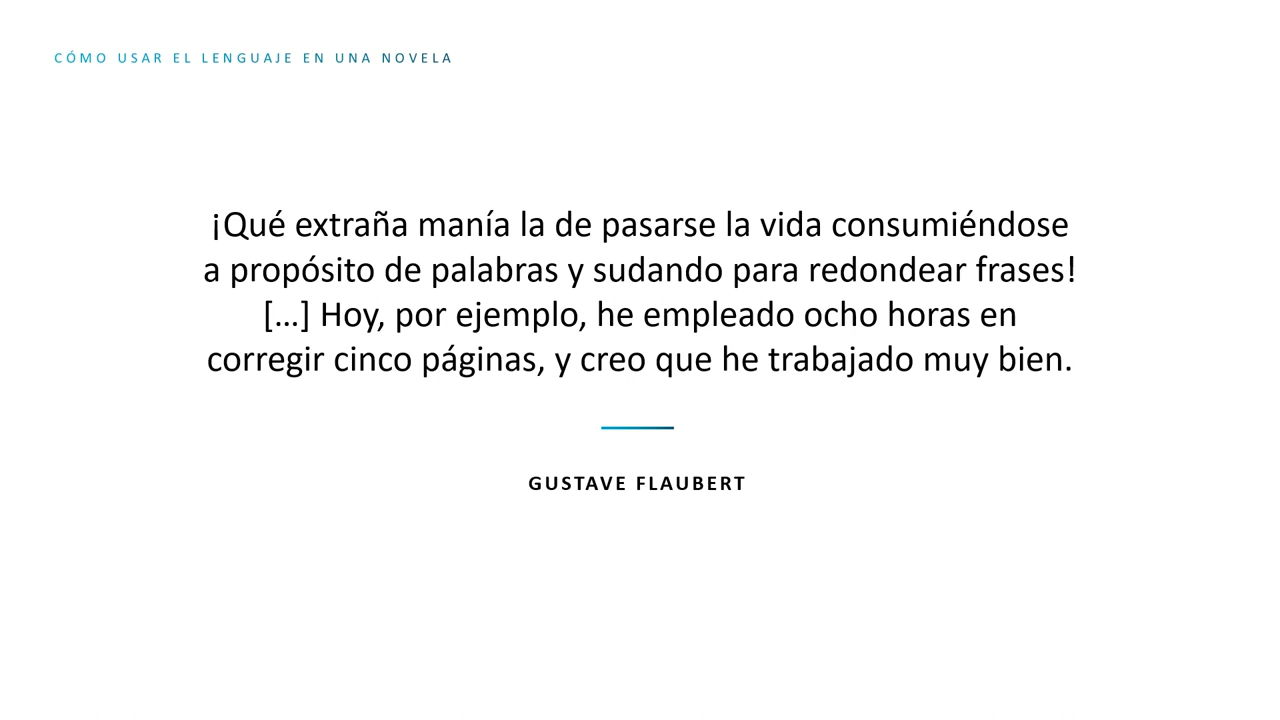 CÓMO USAR EL LENGUAJE EN UNA NOVELA
¡Qué extraña manía la de pasarse la vida consumiéndose
a propósito de palabras y sudando para redondear frases!
[…] Hoy, por ejemplo, he empleado ocho horas en
corregir cinco páginas, y creo que he trabajado muy bien.
GUSTAVE FLAUBERT